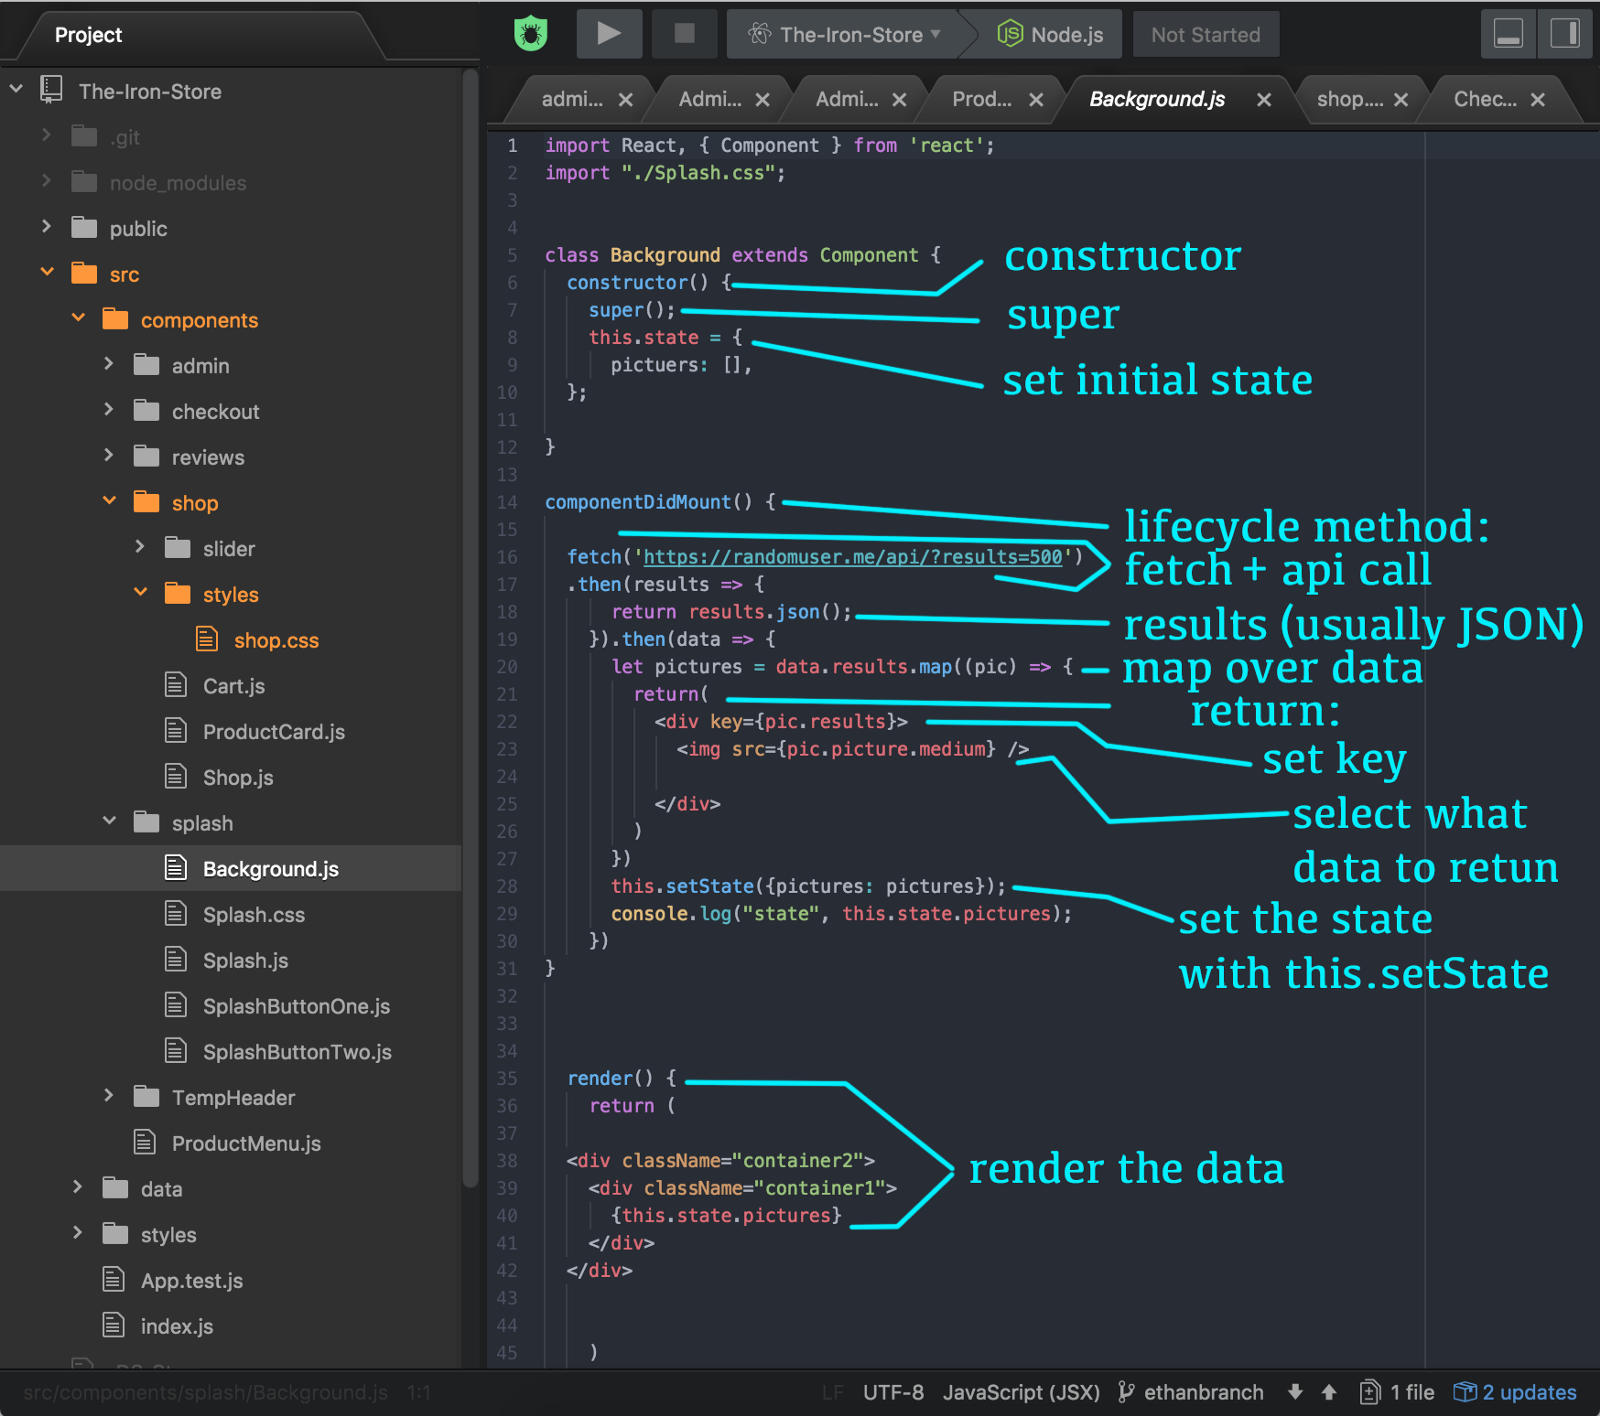 Project
The-Iron-Store
Node.js
Not Started
The-Iron-Store
.git
node_modules
public
src
components
admin
checkout
reviews
shop
slider
styles
shop.css
Cart.js
ProductCard.js
Shop.js
splash
Background.js
Splash.css
Splash.js
SplashButtonOne.js
SplashButtonTwo.js
TempHeader
ProductMenu.js
data
styles
App.test.js
index.js
admi... Admi... Admi... Prod... Background.js shop.... Chec...
1 import React, { Component } from 'react';
2 import "./Splash.css";
3
4
5 class Background extends Component {
6 constructor() {
7 super();
8 this.state = {
9 pictuers: [],
10 };
11
12 }
13
14 componentDidMount() {
15
16 fetch('https://randomuser.me/api/?results=500')
17 .then(results => {
18 return results.json();
19 }).then(data => {
20 let pictures = data.results.map((pic) => {
21 return(
22 <div key={pic.results}>
23 <img src={pic.picture.medium} />
24
25 </div>
26 )
27 })
28 this.setState({pictures: pictures});
29 console.log("state", this.state.pictures);
30 })
31 }
32
33
34
35 render() {
36 return (
37
38 <div className="container2">
39 <div className="container1">
40 {this.state.pictures}
41 </div>
42 </div>
43
44
45 )
constructor
super
set initial state
lifecycle method:
fetch + api call
results (usually JSON)
map over data
return:
set key
select what
data to retun
set the state
with this.setState
render the data
src/components/splash/Background.js 1:1
LF UTF-8 JavaScript (JSX) ethanbranch 1 file 2 updates